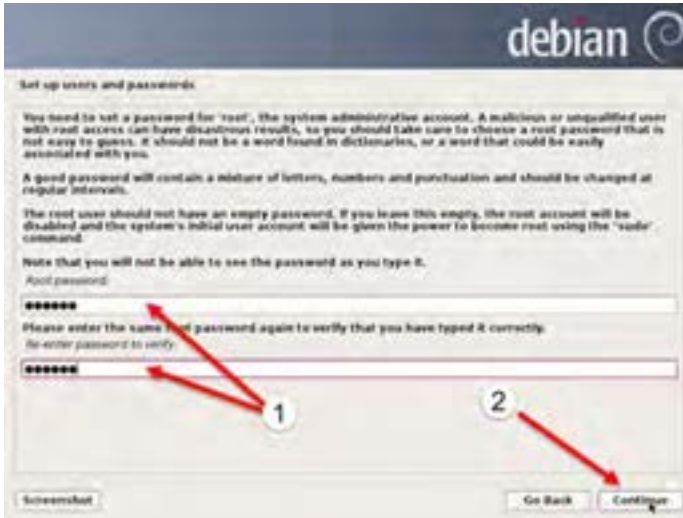 debian
Set up users and passwords
You need to set a password for 'root', the system administrative account. A malicious or unqualified user
with root access can have disastrous results, so you should take care to choose a root password that is
not easy to guess. It should not be a word found in dictionaries, or a word that could be easily
associated with you.
A good password will contain a mixture of letters, numbers and punctuation and should be changed at
regular intervals.
The root user should not have an empty password. If you leave this empty, the root account will be
disabled and the system's initial user account will be given the power to become root using the "sudo"
command.
Note that you will not be able to see the password as you type it.
Root password:
Please enter the same root password again to verify that you have typed it correctly.
Re-enter password to verify:
1
2
Screenshot
Go Back
Continue